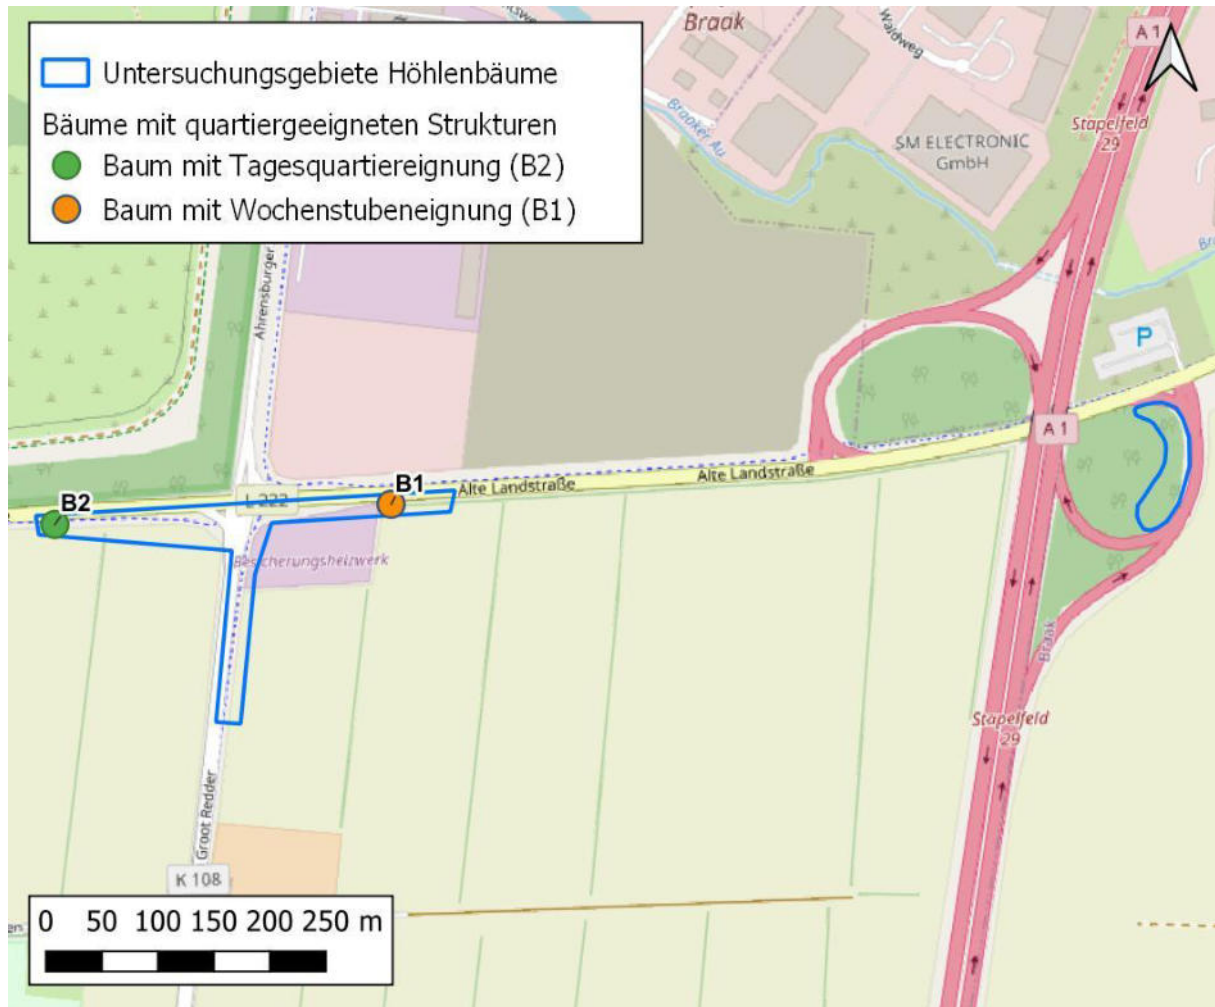 Untersuchungsgebiete Höhlenbäume
Bäume mit quartiergeeigneten Strukturen
Baum mit Tagesquartiereignung (B2)
Baum mit Wochenstubeneignung (B1)
Braak
Waldweg
A 1
Stapelfeld
29
Braaker Au
SM ELECTRONIC
GmbH
Ahrensburger
P
A 1
B2
L 222
B1
Alte Landstraße
Alte Landstraße
Besicherungsheizwerk
Braak
Stapelfeld
29
Groot Redder
K 108
0 50 100 150 200 250 m